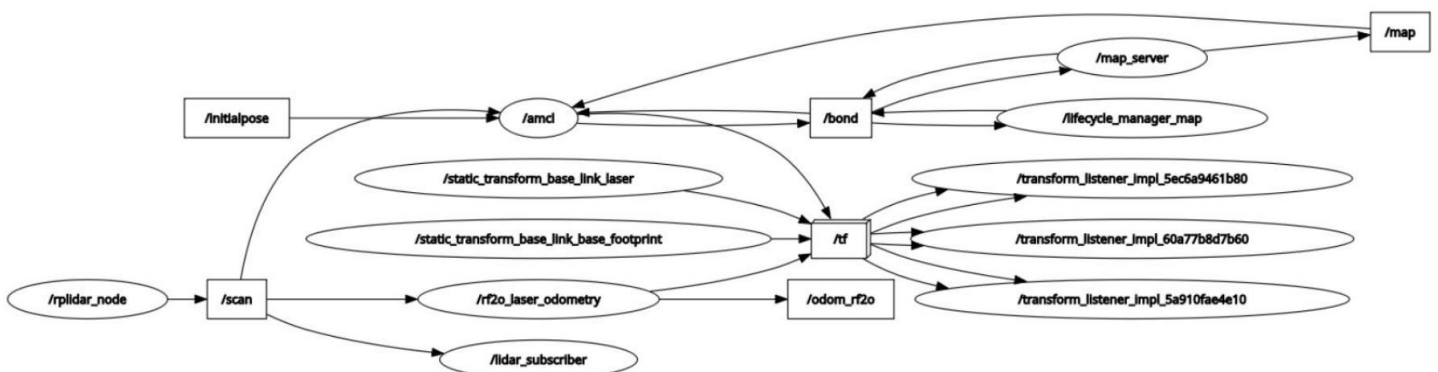 /map
/map_server
/initialpose
/amcl
/bond
/lifecycle_manager_map
/static_transform_base_link_laser
/transform_listener_impl_5ec6a9461b80
/static_transform_base_link_base_footprint
/tf
/transform_listener_impl_60a77b8d7b60
/rplidar_node
/scan
/rf2o_laser_odometry
/odom_rf2o
/transform_listener_impl_5a910fae4e10
/lidar_subscriber